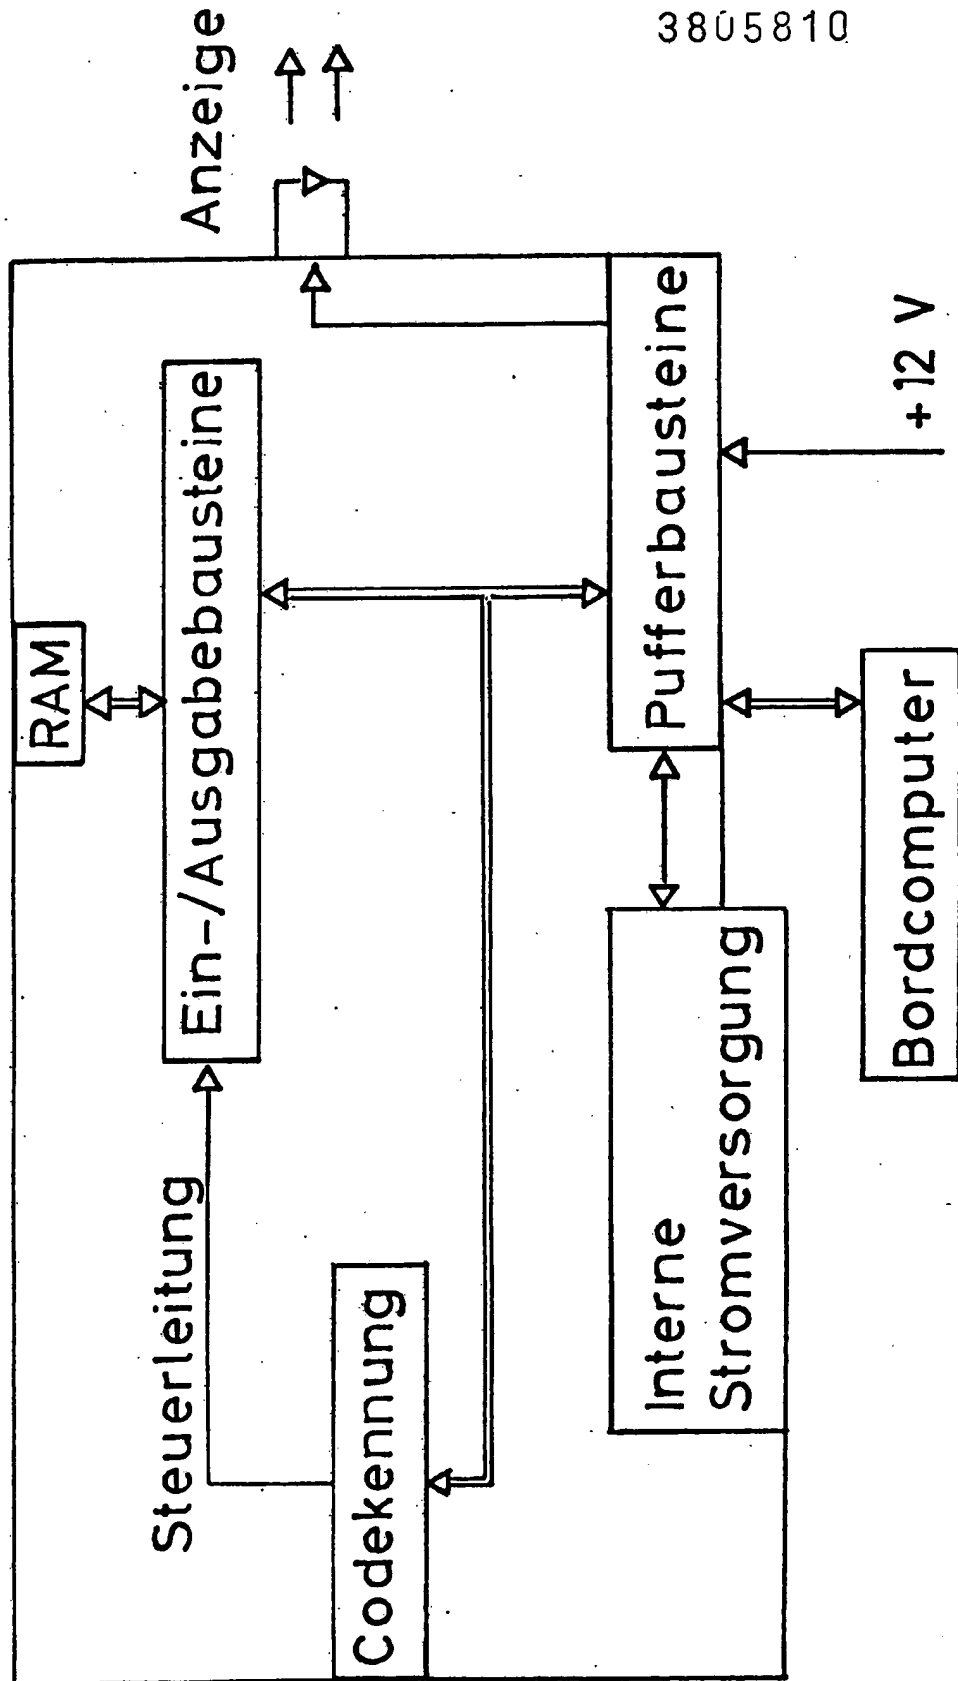 3805810
Anzeige
RAM
Ein-/Ausgabebausteine
Steuerleitung
Codekennung
Pufferbausteine
+12 V
Interne
Stromversorgung
Bordcomputer